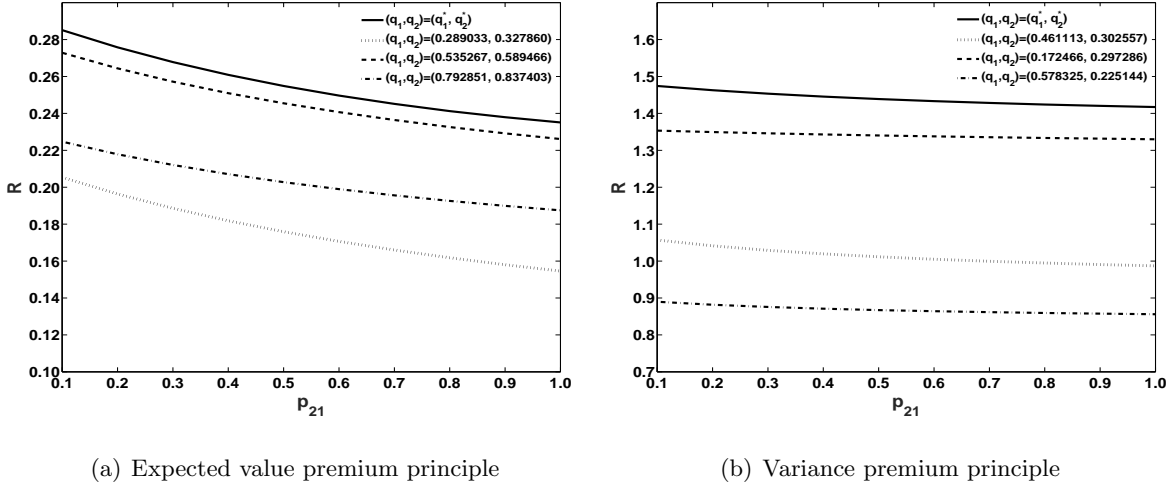 (q1,q2)=(q1*, q2*)
(q1,q2)=(0.289033, 0.327860)
(q1,q2)=(0.535267, 0.589466)
(q1,q2)=(0.792851, 0.837403)
0.28
0.26
0.24
0.22
0.20
0.18
0.16
0.14
0.12
0.10
R
0.1 0.2 0.3 0.4 0.5 0.6 0.7 0.8 0.9 1.0
p21
(a) Expected value premium principle
(q1,q2)=(q1*, q2*)
(q1,q2)=(0.461113, 0.302557)
(q1,q2)=(0.172466, 0.297286)
(q1,q2)=(0.578325, 0.225144)
1.6
1.5
1.4
1.3
1.2
1.1
1.0
0.9
0.8
0.7
R
0.1 0.2 0.3 0.4 0.5 0.6 0.7 0.8 0.9 1.0
p21
(b) Variance premium principle